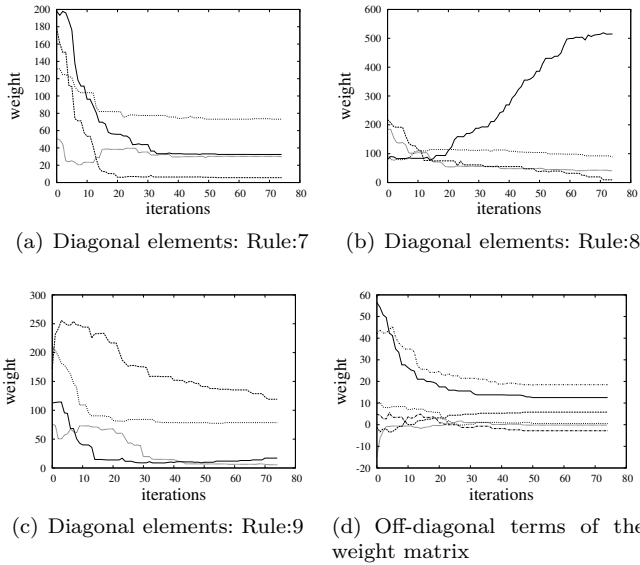 200
180
160
140
120
100
80
60
40
20
0
weight
0 10 20 30 40 50 60 70 80
iterations
(a) Diagonal elements: Rule:7
600
500
400
300
200
100
0
weight
0 10 20 30 40 50 60 70 80
iterations
(b) Diagonal elements: Rule:8
300
250
200
150
100
50
0
weight
0 10 20 30 40 50 60 70 80
iterations
(c) Diagonal elements: Rule:9
60
50
40
30
20
10
0
-10
-20
weight
0 10 20 30 40 50 60 70 80
iterations
(d) Off-diagonal terms of the
weight matrix